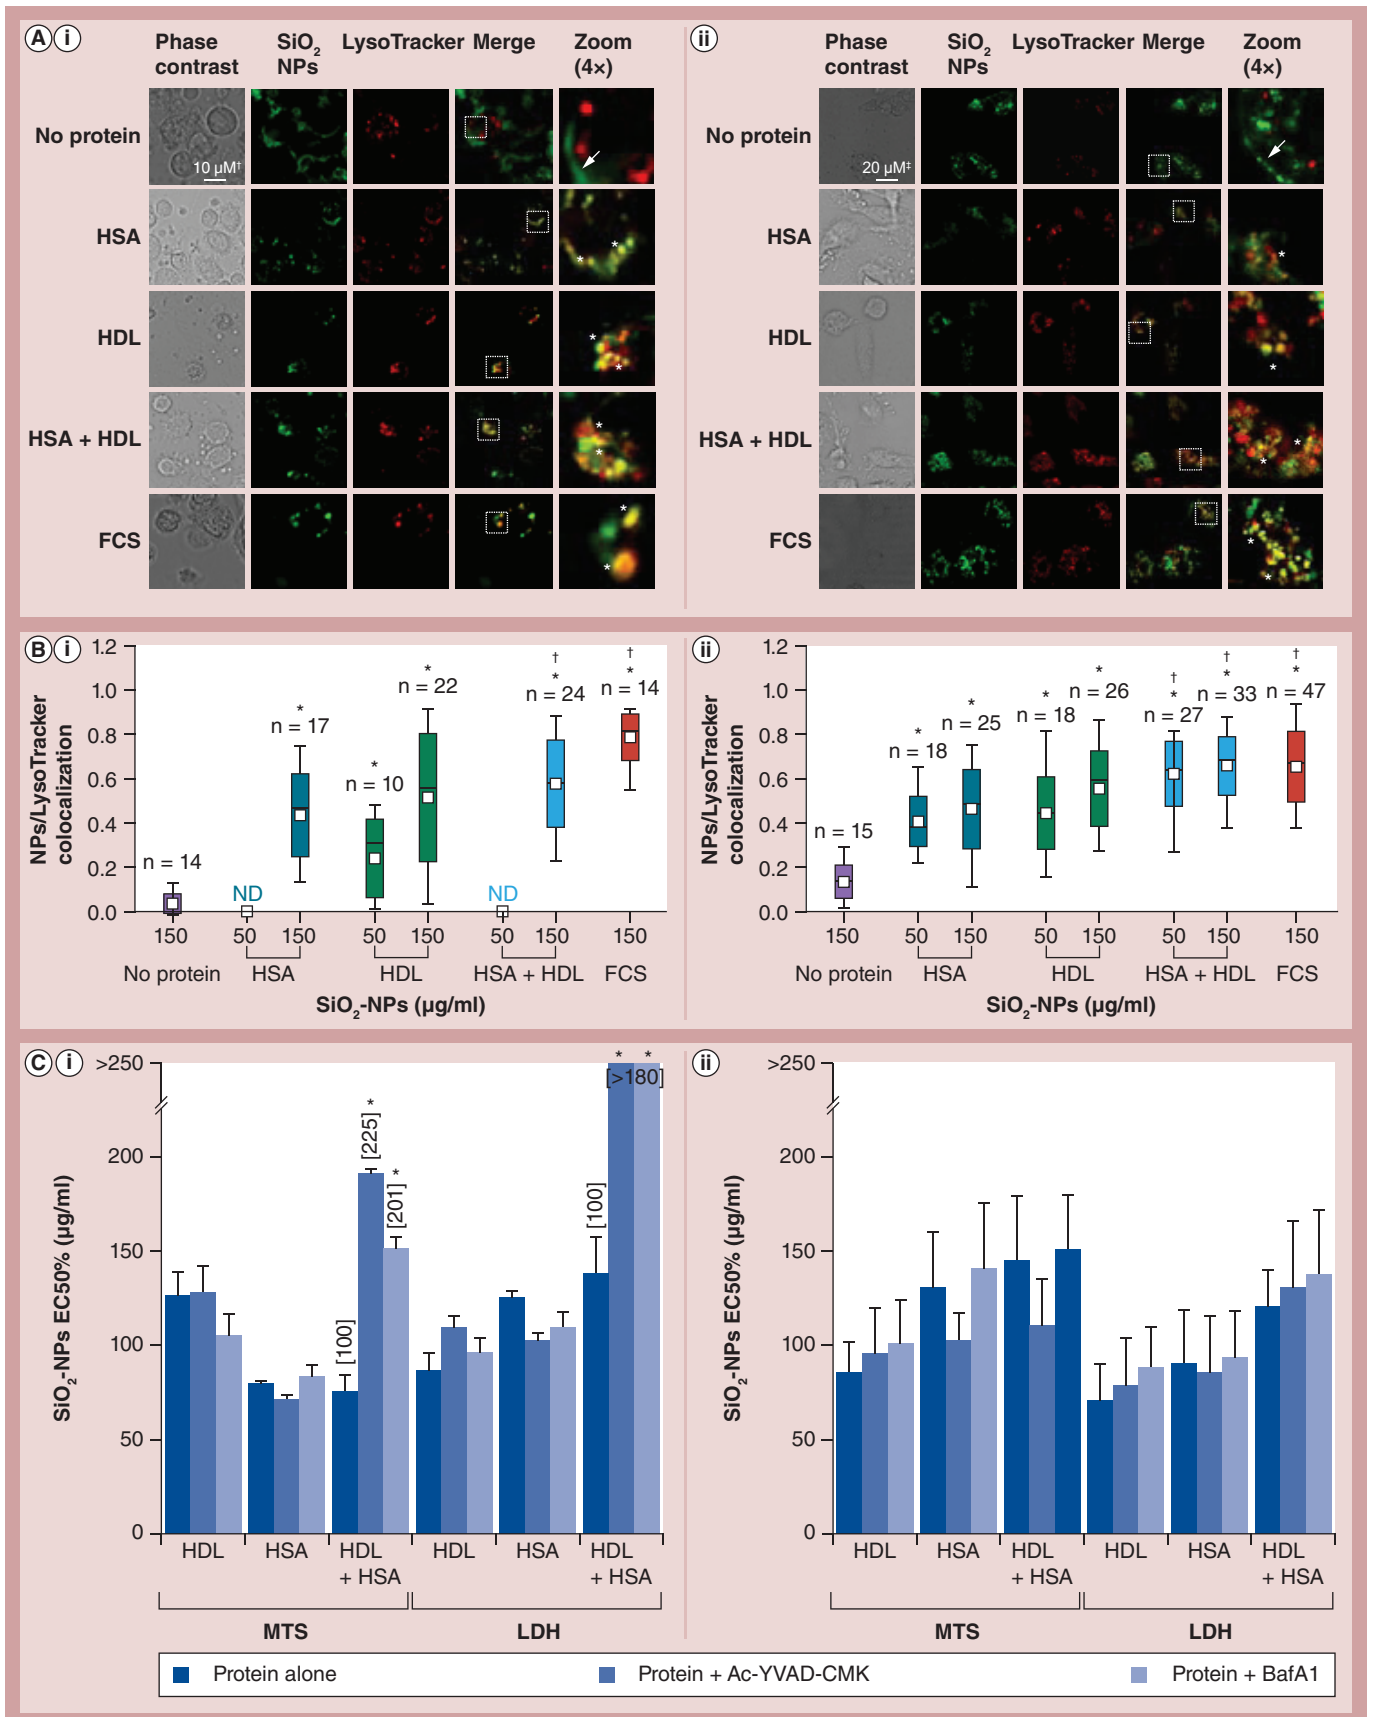 A i
Phase contrast
SiO2 NPs
LysoTracker
Merge
Zoom (4×)
No protein
10 µM†
HSA
HDL
HSA + HDL
FCS
ii
Phase contrast
SiO2 NPs
LysoTracker
Merge
Zoom (4×)
No protein
20 µM‡
HSA
HDL
HSA + HDL
FCS
B i
NPs/LysoTracker colocalization
1.2
1.0
0.8
0.6
0.4
0.2
0.0
n = 14
ND
* n = 17
* n = 10
* n = 22
ND
† * n = 24
† * n = 14
150 50 150 50 150 50 150 150
No protein HSA HDL HSA + HDL FCS
SiO2-NPs (µg/ml)
ii
NPs/LysoTracker colocalization
1.2
1.0
0.8
0.6
0.4
0.2
0.0
n = 15
* n = 18
* n = 25
* n = 18
* n = 26
† * n = 27
† * n = 33
† * n = 47
150 50 150 50 150 50 150 150
No protein HSA HDL HSA + HDL FCS
SiO2-NPs (µg/ml)
C i
SiO2-NPs EC50% (µg/ml)
>250
200
150
100
50
0
[100]
[225] *
[201] *
[100]
* *
[>180]
HDL HSA HDL + HSA HDL HSA HDL + HSA
MTS LDH
ii
SiO2-NPs EC50% (µg/ml)
>250
200
150
100
50
0
HDL HSA HDL + HSA HDL HSA HDL + HSA
MTS LDH
Protein alone Protein + Ac-YVAD-CMK Protein + BafA1